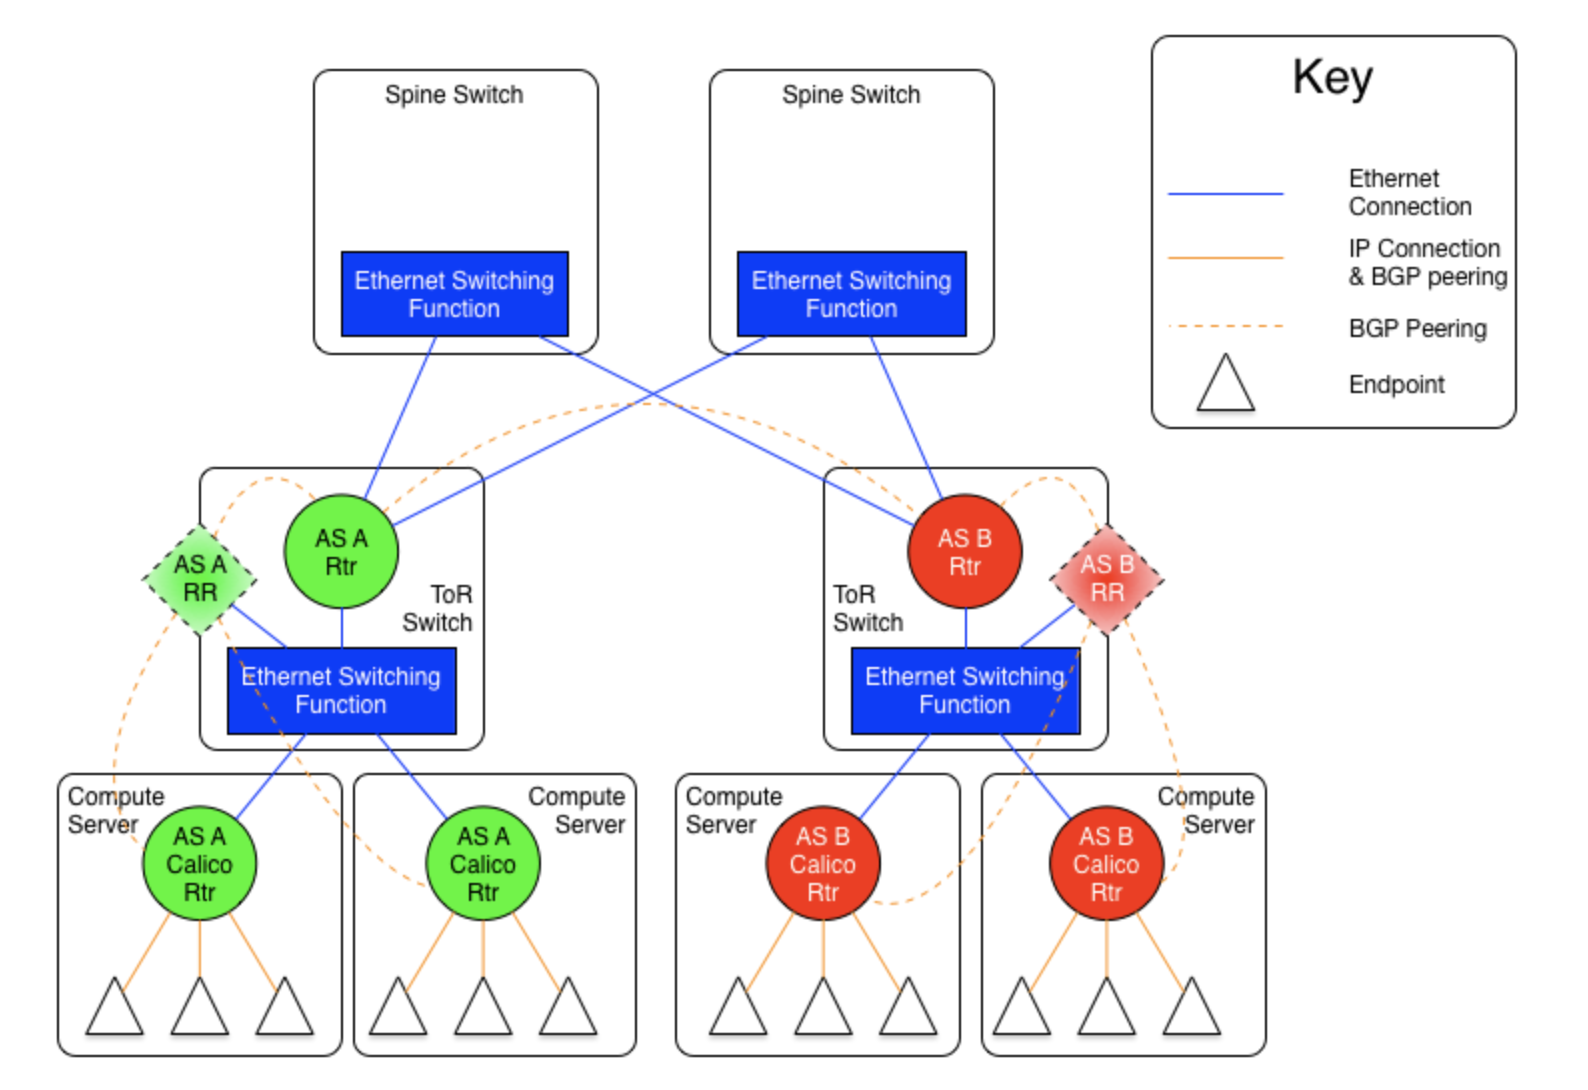 Spine Switch
Spine Switch
Key
Ethernet
Connection
IP Connection
& BGP peering
BGP Peering
Endpoint
Ethernet Switching
Function
Ethernet Switching
Function
AS A
Rtr
AS A
RR
ToR
Switch
Ethernet Switching
Function
AS B
Rtr
AS B
RR
ToR
Switch
Ethernet Switching
Function
Compute
Server
AS A
Calico
Rtr
Compute
Server
AS A
Calico
Rtr
Compute
Server
AS B
Calico
Rtr
Compute
Server
AS B
Calico
Rtr